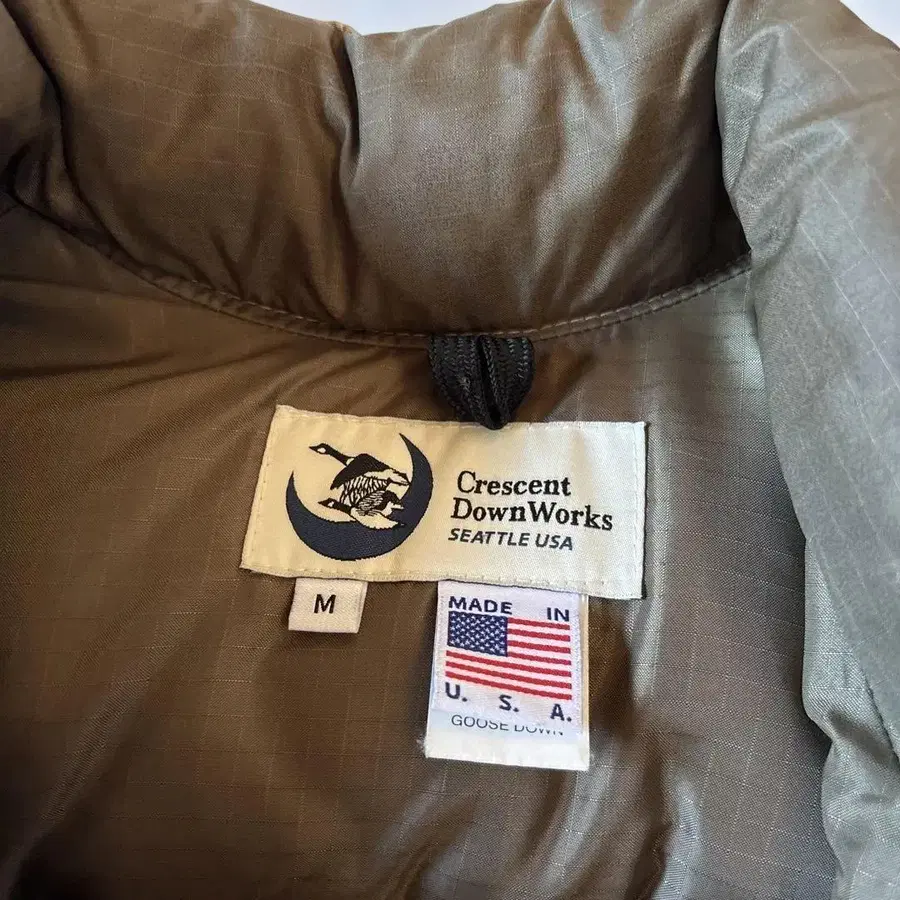 Crescent
DownWorks
SEATTLE USA
M
MADE IN
U. S. A.
GOOSE DOWN